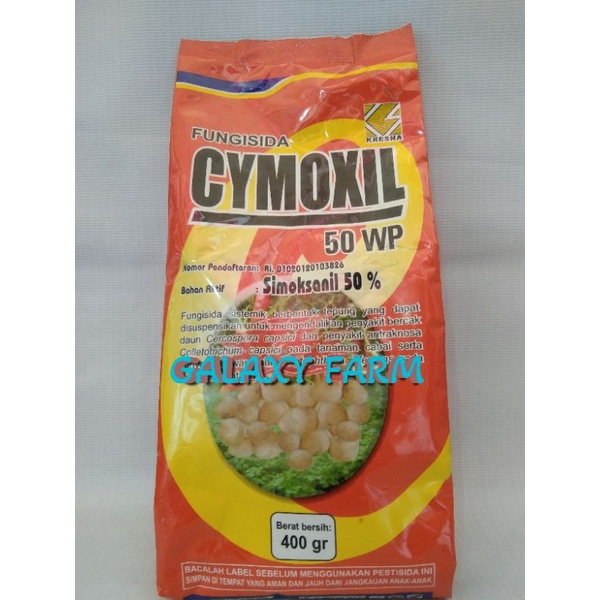 KRESNA
FUNGISIDA
CYMOXIL
50 WP
Nomor Pendaftaran: RI. 01020120103826
Bahan Aktif : Simoksanil 50 %
Fungisida sistemik berbentuk tepung yang dapat
disuspensikan untuk mengendalikan penyakit bercak
daun Cercospora capsici dan penyakit antraknosa
Colletotrichum capsici pada tanaman cabai serta
GALAXY FARM
Berat bersih:
400 gr
BACALAH LABEL SEBELUM MENGGUNAKAN PESTISIDA INI
SIMPAN DI TEMPAT YANG AMAN DAN JAUH DARI JANGKAUAN ANAK-ANAK